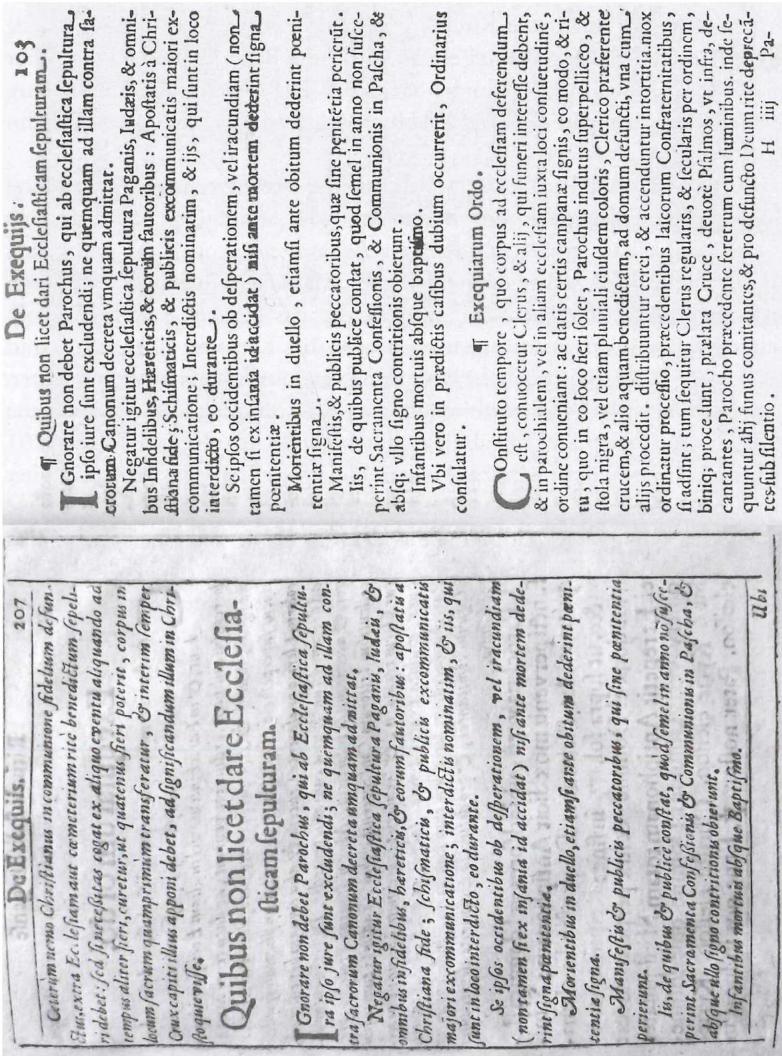 De Exequiis. 207
Ceterùm nemo Chriſtianus in communione fidelium defun-
ctus, extra Eccleſiam aut cœmeterium ritè benedictum ſepeli-
ri debet: ſed ſi neceſsitas cogat ex aliquo eventu aliquando ad
tempus aliter fieri, curetur, ut quatenus fieri poterit, corpus in
locum ſacrum quamprimum transferatur, & interim ſemper
Crux capiti illius apponi debet, ad ſignificandum illum in Chri-
ſto quieviſſe.
Quibus non licet dare Eccleſia-
ſticam ſepulturam.
IGnorare non debet Parochus, qui ab Eccleſiaſtica ſepultu-
ra ipſo jure ſunt excludendi; ne quemquam ad illam con-
tra ſacrorum Canonum decreta umquam admittat.
Negatur igitur Eccleſiaſtica ſepultura Paganis, Iudæis, &
omnibus infidelibus, hæreticis, & eorum fautoribus: apoſtatis a
Chriſtiana fide; ſchiſmaticis, & publicis excommunicatis
majori excommunicatione; interdictis nominatim, & iis, qui
ſunt in loco interdicto, eo durante.
Se ipſos occidentibus ob deſperationem, vel iracundiam
(non tamen ſi ex inſania id accidat) niſi ante mortem dede-
rint ſigna pœnitentiæ.
Morientibus in duello, etiamſi ante obitum dederint pœni-
tentiæ ſigna.
Manifeſtis & publicis peccatoribus, qui ſine pœnitentia
perierunt.
Iis, de quibus & publicè conſtat, quod ſemel in anno nō ſuſce-
perint Sacramenta Confeſsionis & Communionis in Paſcha, &
abſque ullo ſigno contritionis obierunt.
Infantibus mortuis abſque Baptiſmo.
Ubi
De Exequijs. 103
¶ Quibus non licet dari Eccleſiaſticam ſepulturam.
IGnorare non debet Parochus, qui ab eccleſiaſtica ſepultura
ipſo iure ſunt excludendi; ne quemquam ad illam contra ſa-
crorum Canonum decreta vmquam admittat.
Negatur igitur eccleſiaſtica ſepultura Paganis, Iudæis, & omni-
bus Infidelibus, Hæreticis, & eorum fautoribus: Apoſtatis à Chri-
ſtiana fide; Schiſmaticis, & publicis excommunicatis maiori ex-
communicatione; Interdictis nominatim, & ijs, qui ſunt in loco
interdicto, eo durante.
Se ipſos occidentibus ob deſperationem, vel iracundiam (non
tamen ſi ex inſania id accidat) niſi ante mortem dederint ſigna
pœnitentiæ
Morientibus in duello, etiamſi ante obitum dederint pœni-
tentiæ ſigna.
Manifeſtis, & publicis peccatoribus, quæ ſine pęnitētia perierūt.
Iis, de quibus publice conſtat, quod ſemel in anno non ſuſce-
perint Sacramenta Confeſſionis, & Communionis in Paſcha, &
abſq; vllo ſigno contritionis obierunt.
Infantibus mortuis abſque baptiſmo.
Vbi vero in prædictis caſibus dubium occurrerit, Ordinarius
conſulatur.
¶ Exequiarum Ordo.
COnſtituto tempore, quo corpus ad eccleſiam deferendum
eſt, conuocetur Clerus, & alij, qui funeri intereſſe debent,
& in parochialem, vel in aliam eccleſiam iuxta loci conſuetudinē,
ordine conueniant: ac datis certis campanæ ſignis, eo modo, & ri-
tu, quo in eo loco fieri ſolet, Parochus indutus ſuperpelliceo, &
ſtola nigra, vel etiam pluuiali eiuſdem coloris, Clerico præferente
crucem, & alio aquam benedictam, ad domum defuncti, vna cum
alijs procedit. diſtribuuntur cerei, & accenduntur intortitia. mox
ordinatur proceſſio, præcedentibus laicorum Confraternitatibus,
ſi adſint; tum ſequitur Clerus regularis, & ſecularis per ordinem,
biniq; procedunt, prælata Cruce, deuotè Pſalmos, vt infra, de-
cantantes, Parocho præcedente feretrum cum luminibus. inde ſe-
quuntur alij funus comitantes, & pro defuncto Deum rite deprecā-
tes ſub ſilentio.
H iiij Pa-